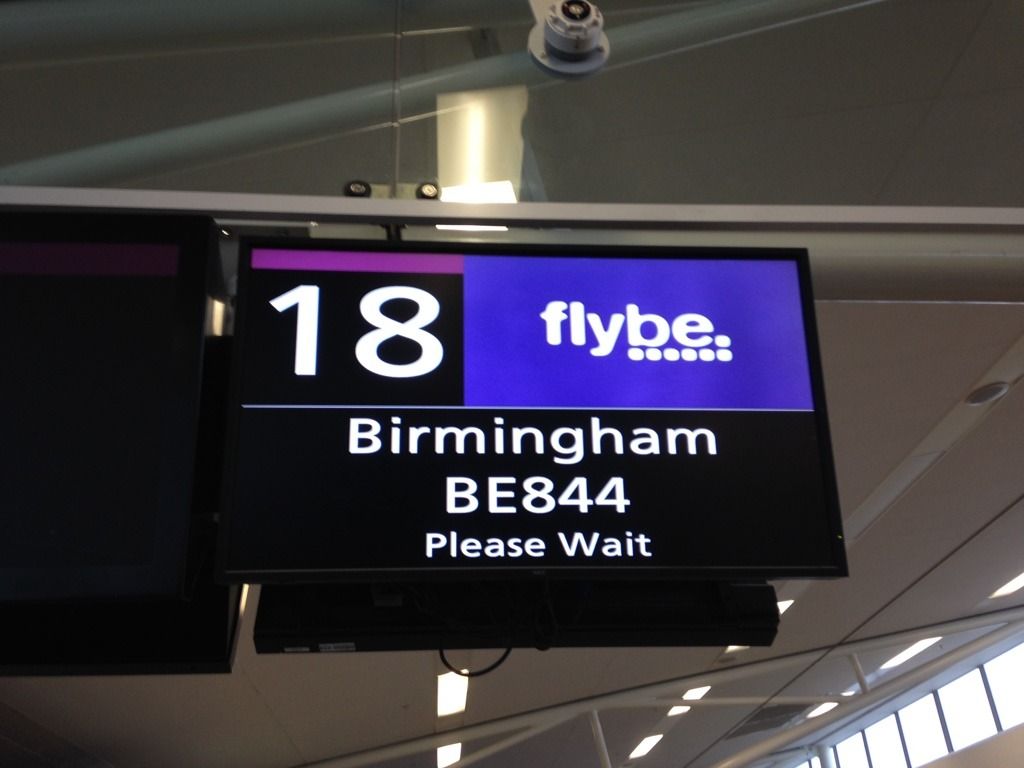 18
flybe.
Birmingham
BE844
Please Wait